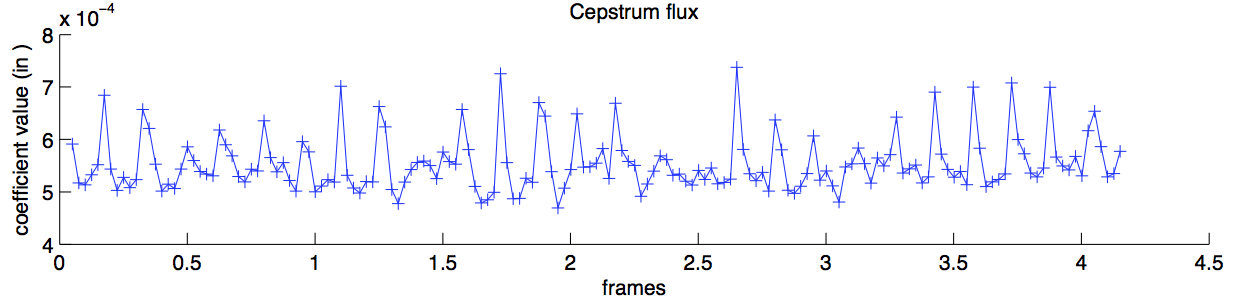 Cepstrum flux
x 10⁻⁴
coefficient value (in )
8
7
6
5
4
0 0.5 1 1.5 2 2.5 3 3.5 4 4.5
frames